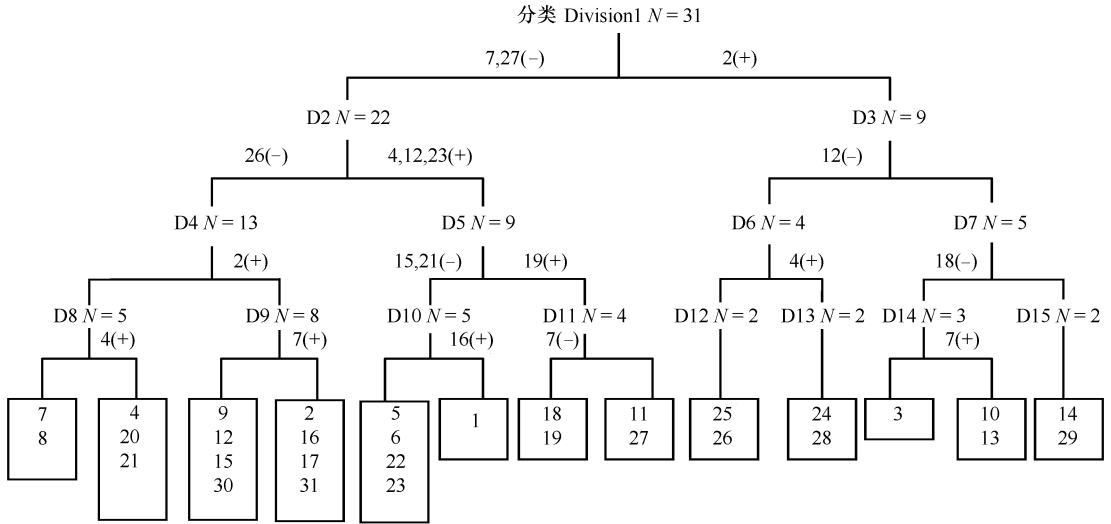 分类 Division1 N = 31
7,27(–) 2(+)
D2 N = 22 D3 N = 9
26(–) 4,12,23(+) 12(–)
D4 N = 13 D5 N = 9 D6 N = 4 D7 N = 5
2(+) 15,21(–) 19(+) 4(+) 18(–)
D8 N = 5 D9 N = 8 D10 N = 5 D11 N = 4 D12 N = 2 D13 N = 2 D14 N = 3 D15 N = 2
4(+) 7(+) 16(+) 7(–) 7(+)
7 4 9 2 5 1 18 11 25 24 3 10 14
8 20 12 16 6 19 27 26 28 13 29
21 15 17 22
30 31 23